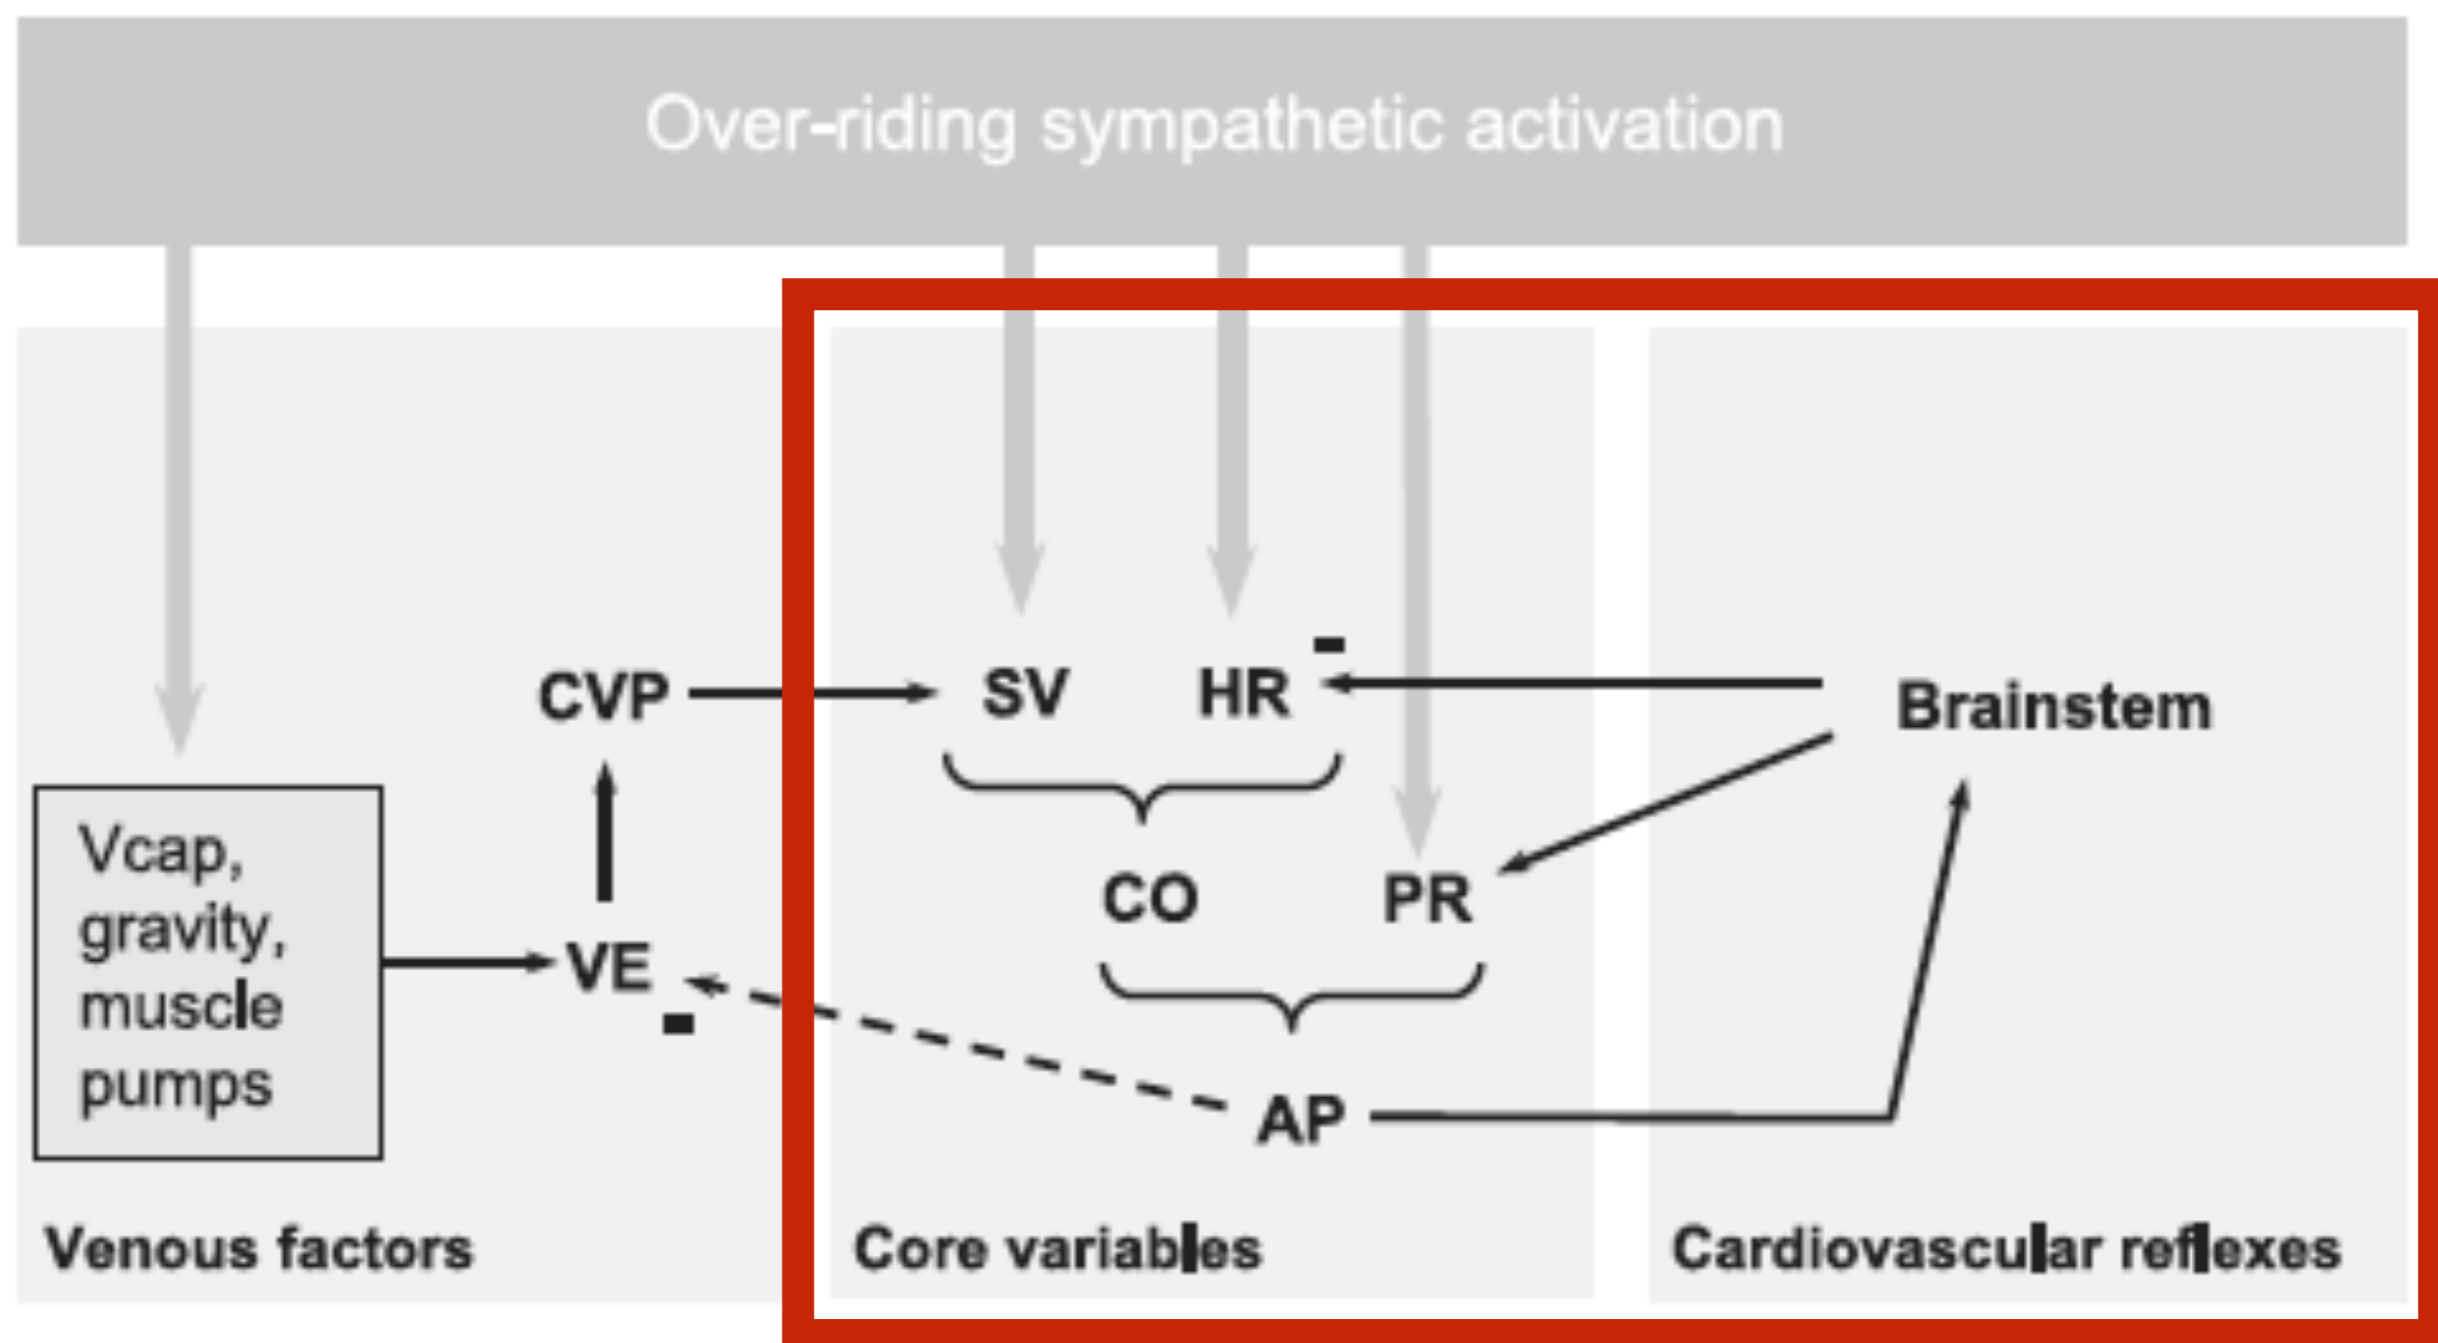 Over-riding sympathetic activation
CVP
SV
HR
-
Brainstem
Vcap,
gravity,
muscle
pumps
VE
-
CO
PR
AP
Venous factors
Core variables
Cardiovascular reflexes